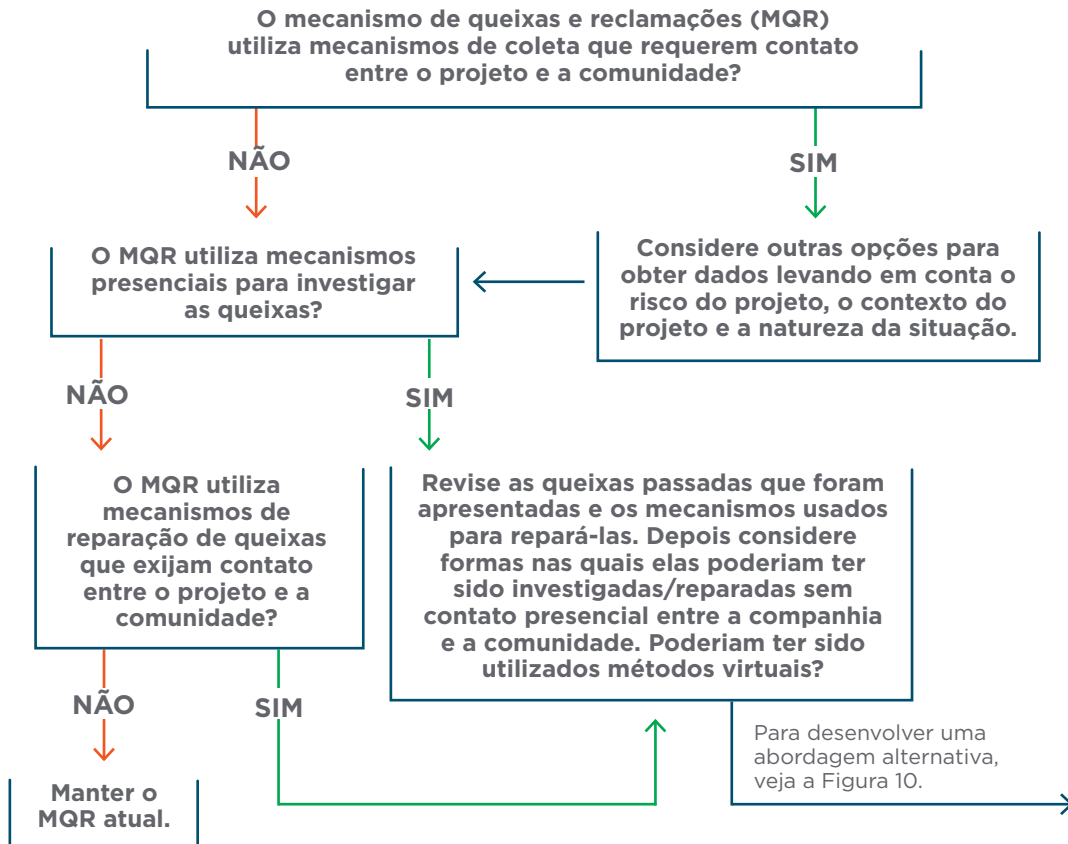 O mecanismo de queixas e reclamações (MQR)
utiliza mecanismos de coleta que requerem contato
entre o projeto e a comunidade?
NÃO
SIM
O MQR utiliza mecanismos
presenciais para investigar
as queixas?
Considere outras opções para
obter dados levando em conta o
risco do projeto, o contexto do
projeto e a natureza da situação.
NÃO
SIM
O MQR utiliza
mecanismos de
reparação de queixas
que exijam contato
entre o projeto e a
comunidade?
Revise as queixas passadas que foram
apresentadas e os mecanismos usados
para repará-las. Depois considere
formas nas quais elas poderiam ter
sido investigadas/reparadas sem
contato presencial entre a companhia
e a comunidade. Poderiam ter sido
utilizados métodos virtuais?
NÃO
SIM
Para desenvolver uma
abordagem alternativa,
veja a Figura 10.
Manter o
MQR atual.